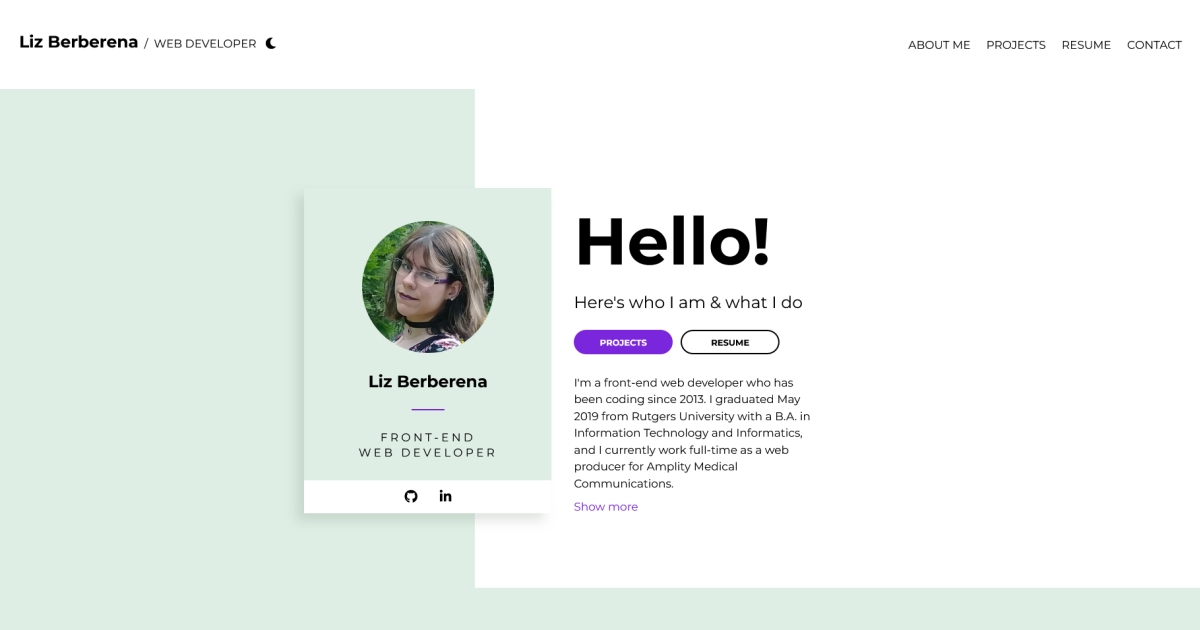 Liz Berberena / WEB DEVELOPER
ABOUT ME PROJECTS RESUME CONTACT
Liz Berberena
FRONT-END
WEB DEVELOPER
in
Hello!
Here's who I am & what I do
PROJECTS RESUME
I'm a front-end web developer who has
been coding since 2013. I graduated May
2019 from Rutgers University with a B.A. in
Information Technology and Informatics,
and I currently work full-time as a web
producer for Amplity Medical
Communications.
Show more